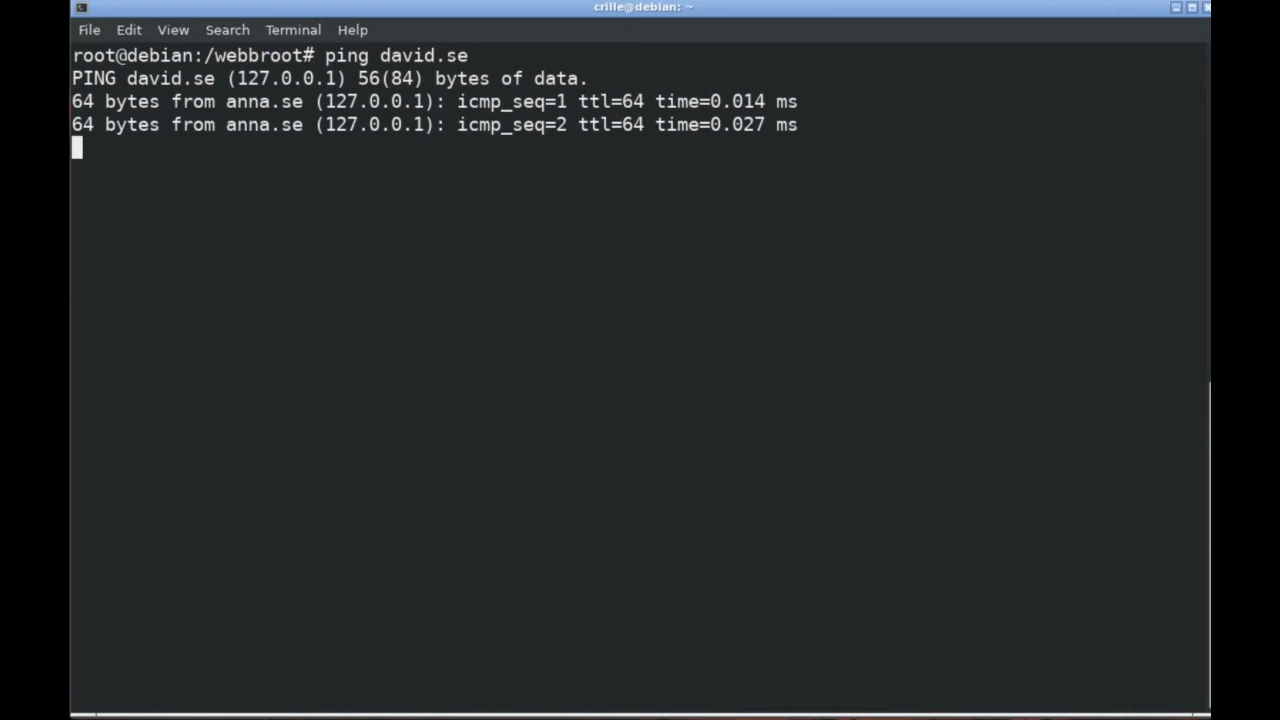 crille@debian: ~
File Edit View Search Terminal Help
root@debian:/webbroot# ping david.se
PING david.se (127.0.0.1) 56(84) bytes of data.
64 bytes from anna.se (127.0.0.1): icmp_seq=1 ttl=64 time=0.014 ms
64 bytes from anna.se (127.0.0.1): icmp_seq=2 ttl=64 time=0.027 ms